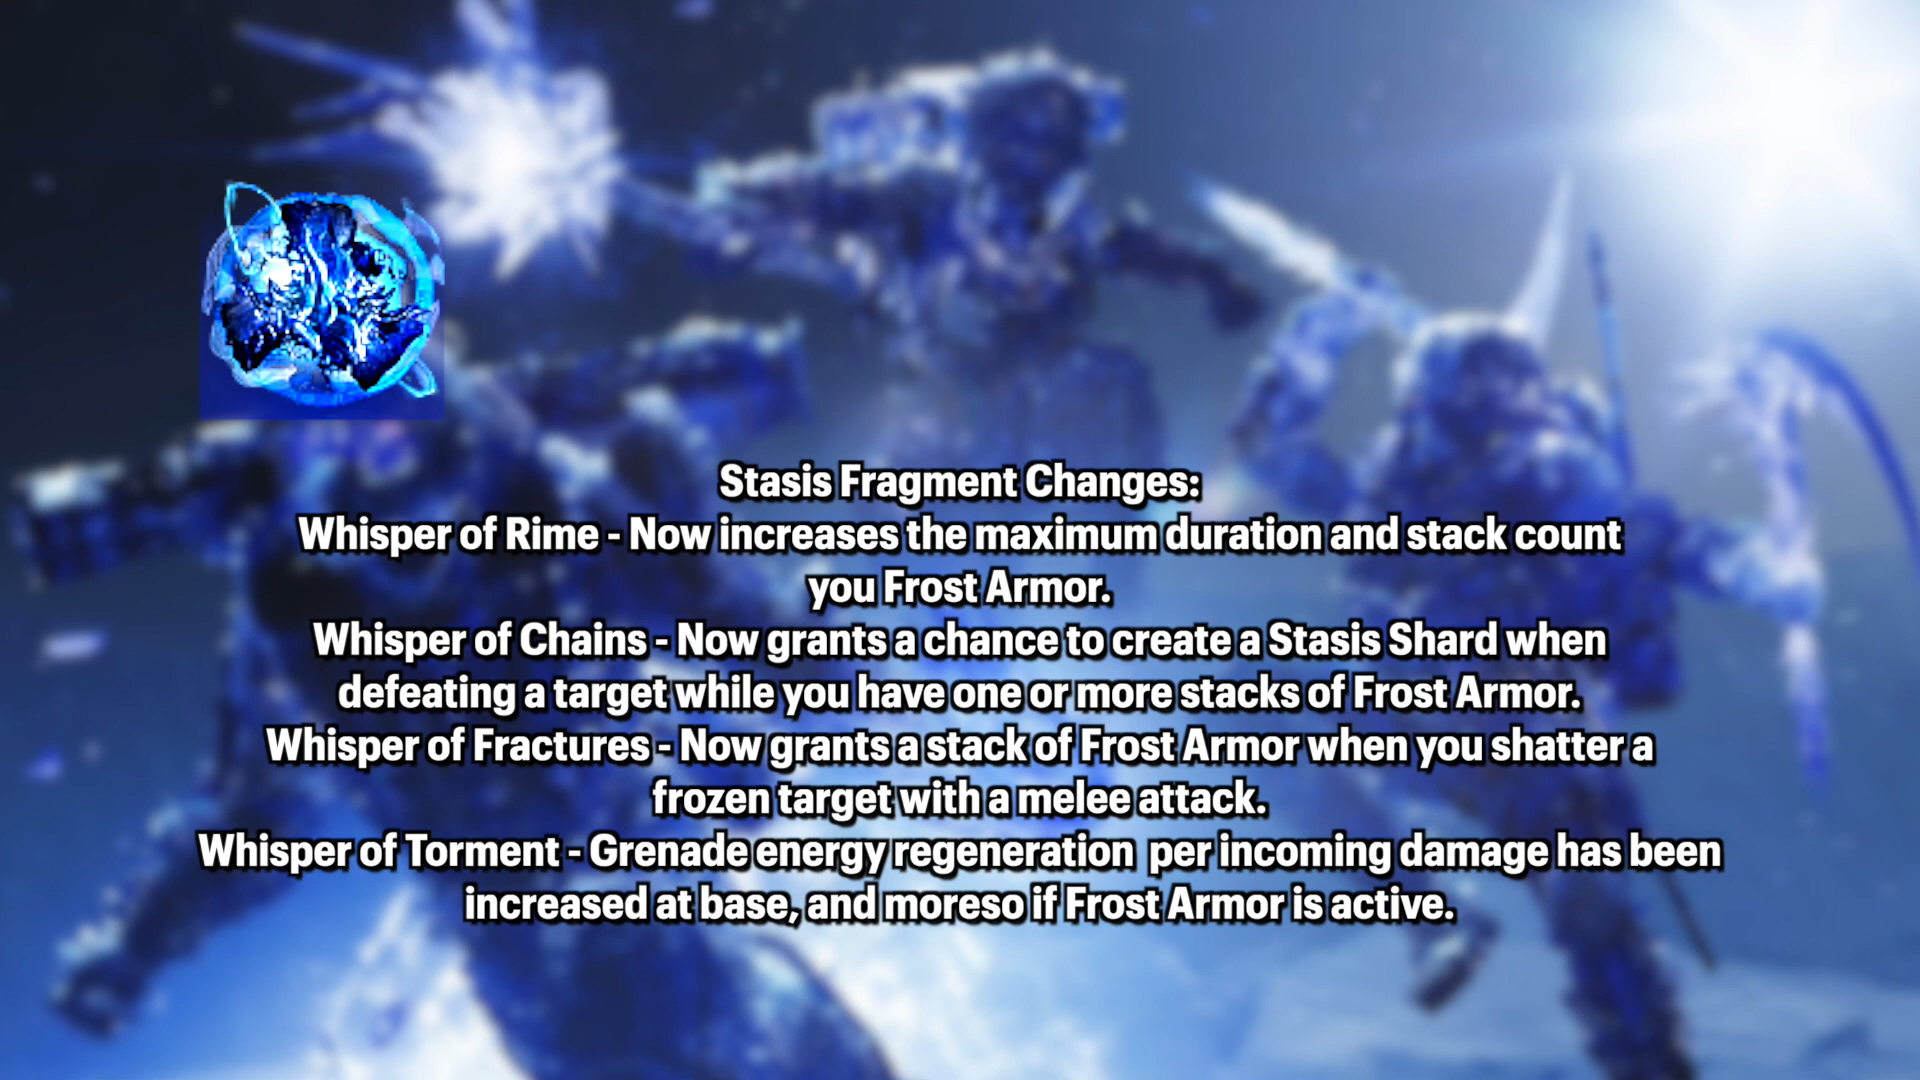 Stasis Fragment Changes:
Whisper of Rime - Now increases the maximum duration and stack count
you Frost Armor.
Whisper of Chains - Now grants a chance to create a Stasis Shard when
defeating a target while you have one or more stacks of Frost Armor.
Whisper of Fractures - Now grants a stack of Frost Armor when you shatter a
frozen target with a melee attack.
Whisper of Torment - Grenade energy regeneration  per incoming damage has been
increased at base, and moreso if Frost Armor is active.